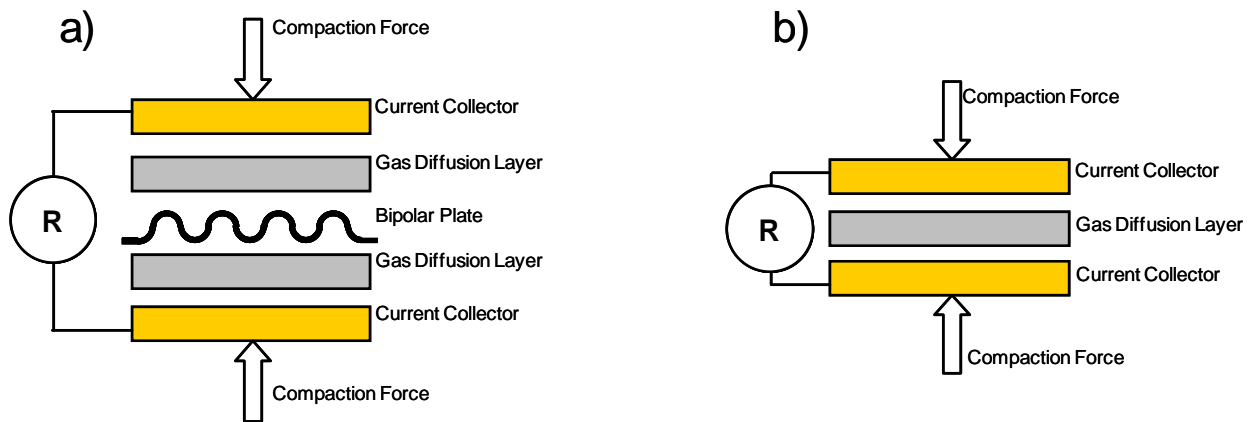 a)
Compaction Force
Current Collector
Gas Diffusion Layer
R
Bipolar Plate
Gas Diffusion Layer
Current Collector
Compaction Force
b)
Compaction Force
Current Collector
R
Gas Diffusion Layer
Current Collector
Compaction Force